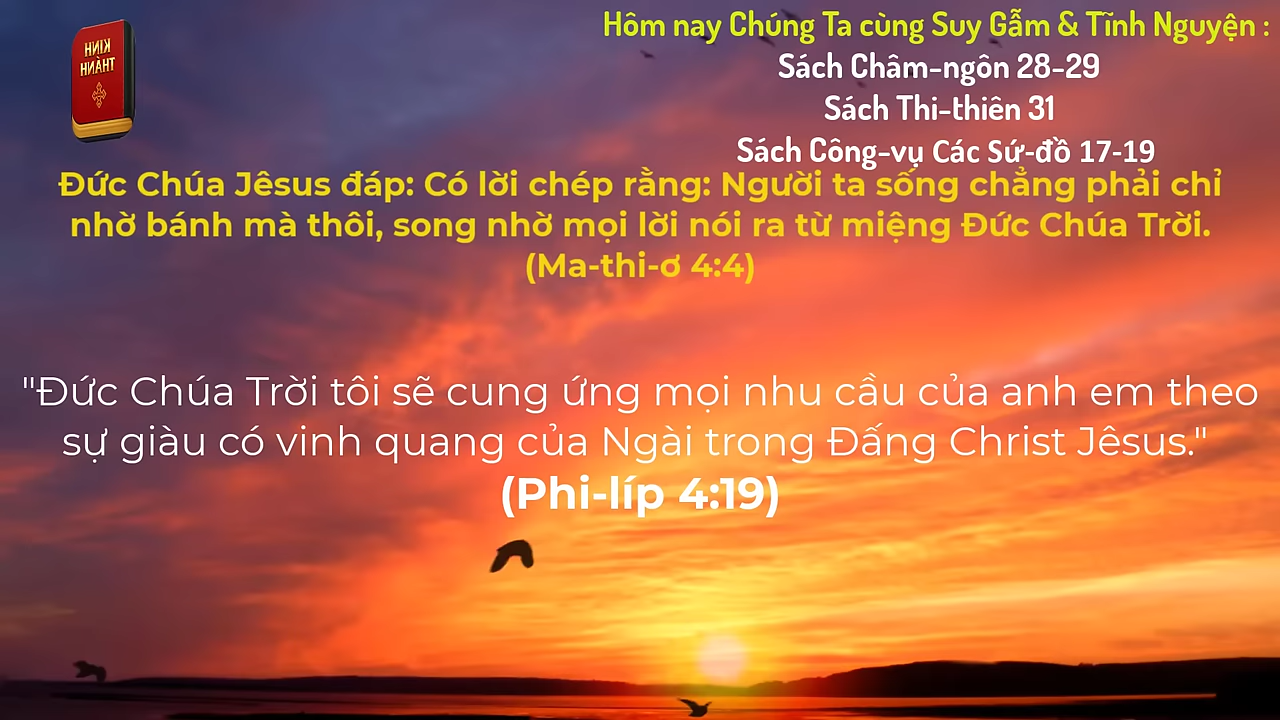 KINH
THÁNH
Hôm nay Chúng Ta cùng Suy Gẫm & Tĩnh Nguyện :
Sách Châm-ngôn 28-29
Sách Thi-thiên 31
Sách Công-vụ Các Sứ-đồ 17-19
Đức Chúa Jêsus đáp: Có lời chép rằng: Người ta sống chẳng phải chỉ
nhờ bánh mà thôi, song nhờ mọi lời nói ra từ miệng Đức Chúa Trời.
(Ma-thi-ơ 4:4)
"Đức Chúa Trời tôi sẽ cung ứng mọi nhu cầu của anh em theo
sự giàu có vinh quang của Ngài trong Đấng Christ Jêsus."
(Phi-líp 4:19)